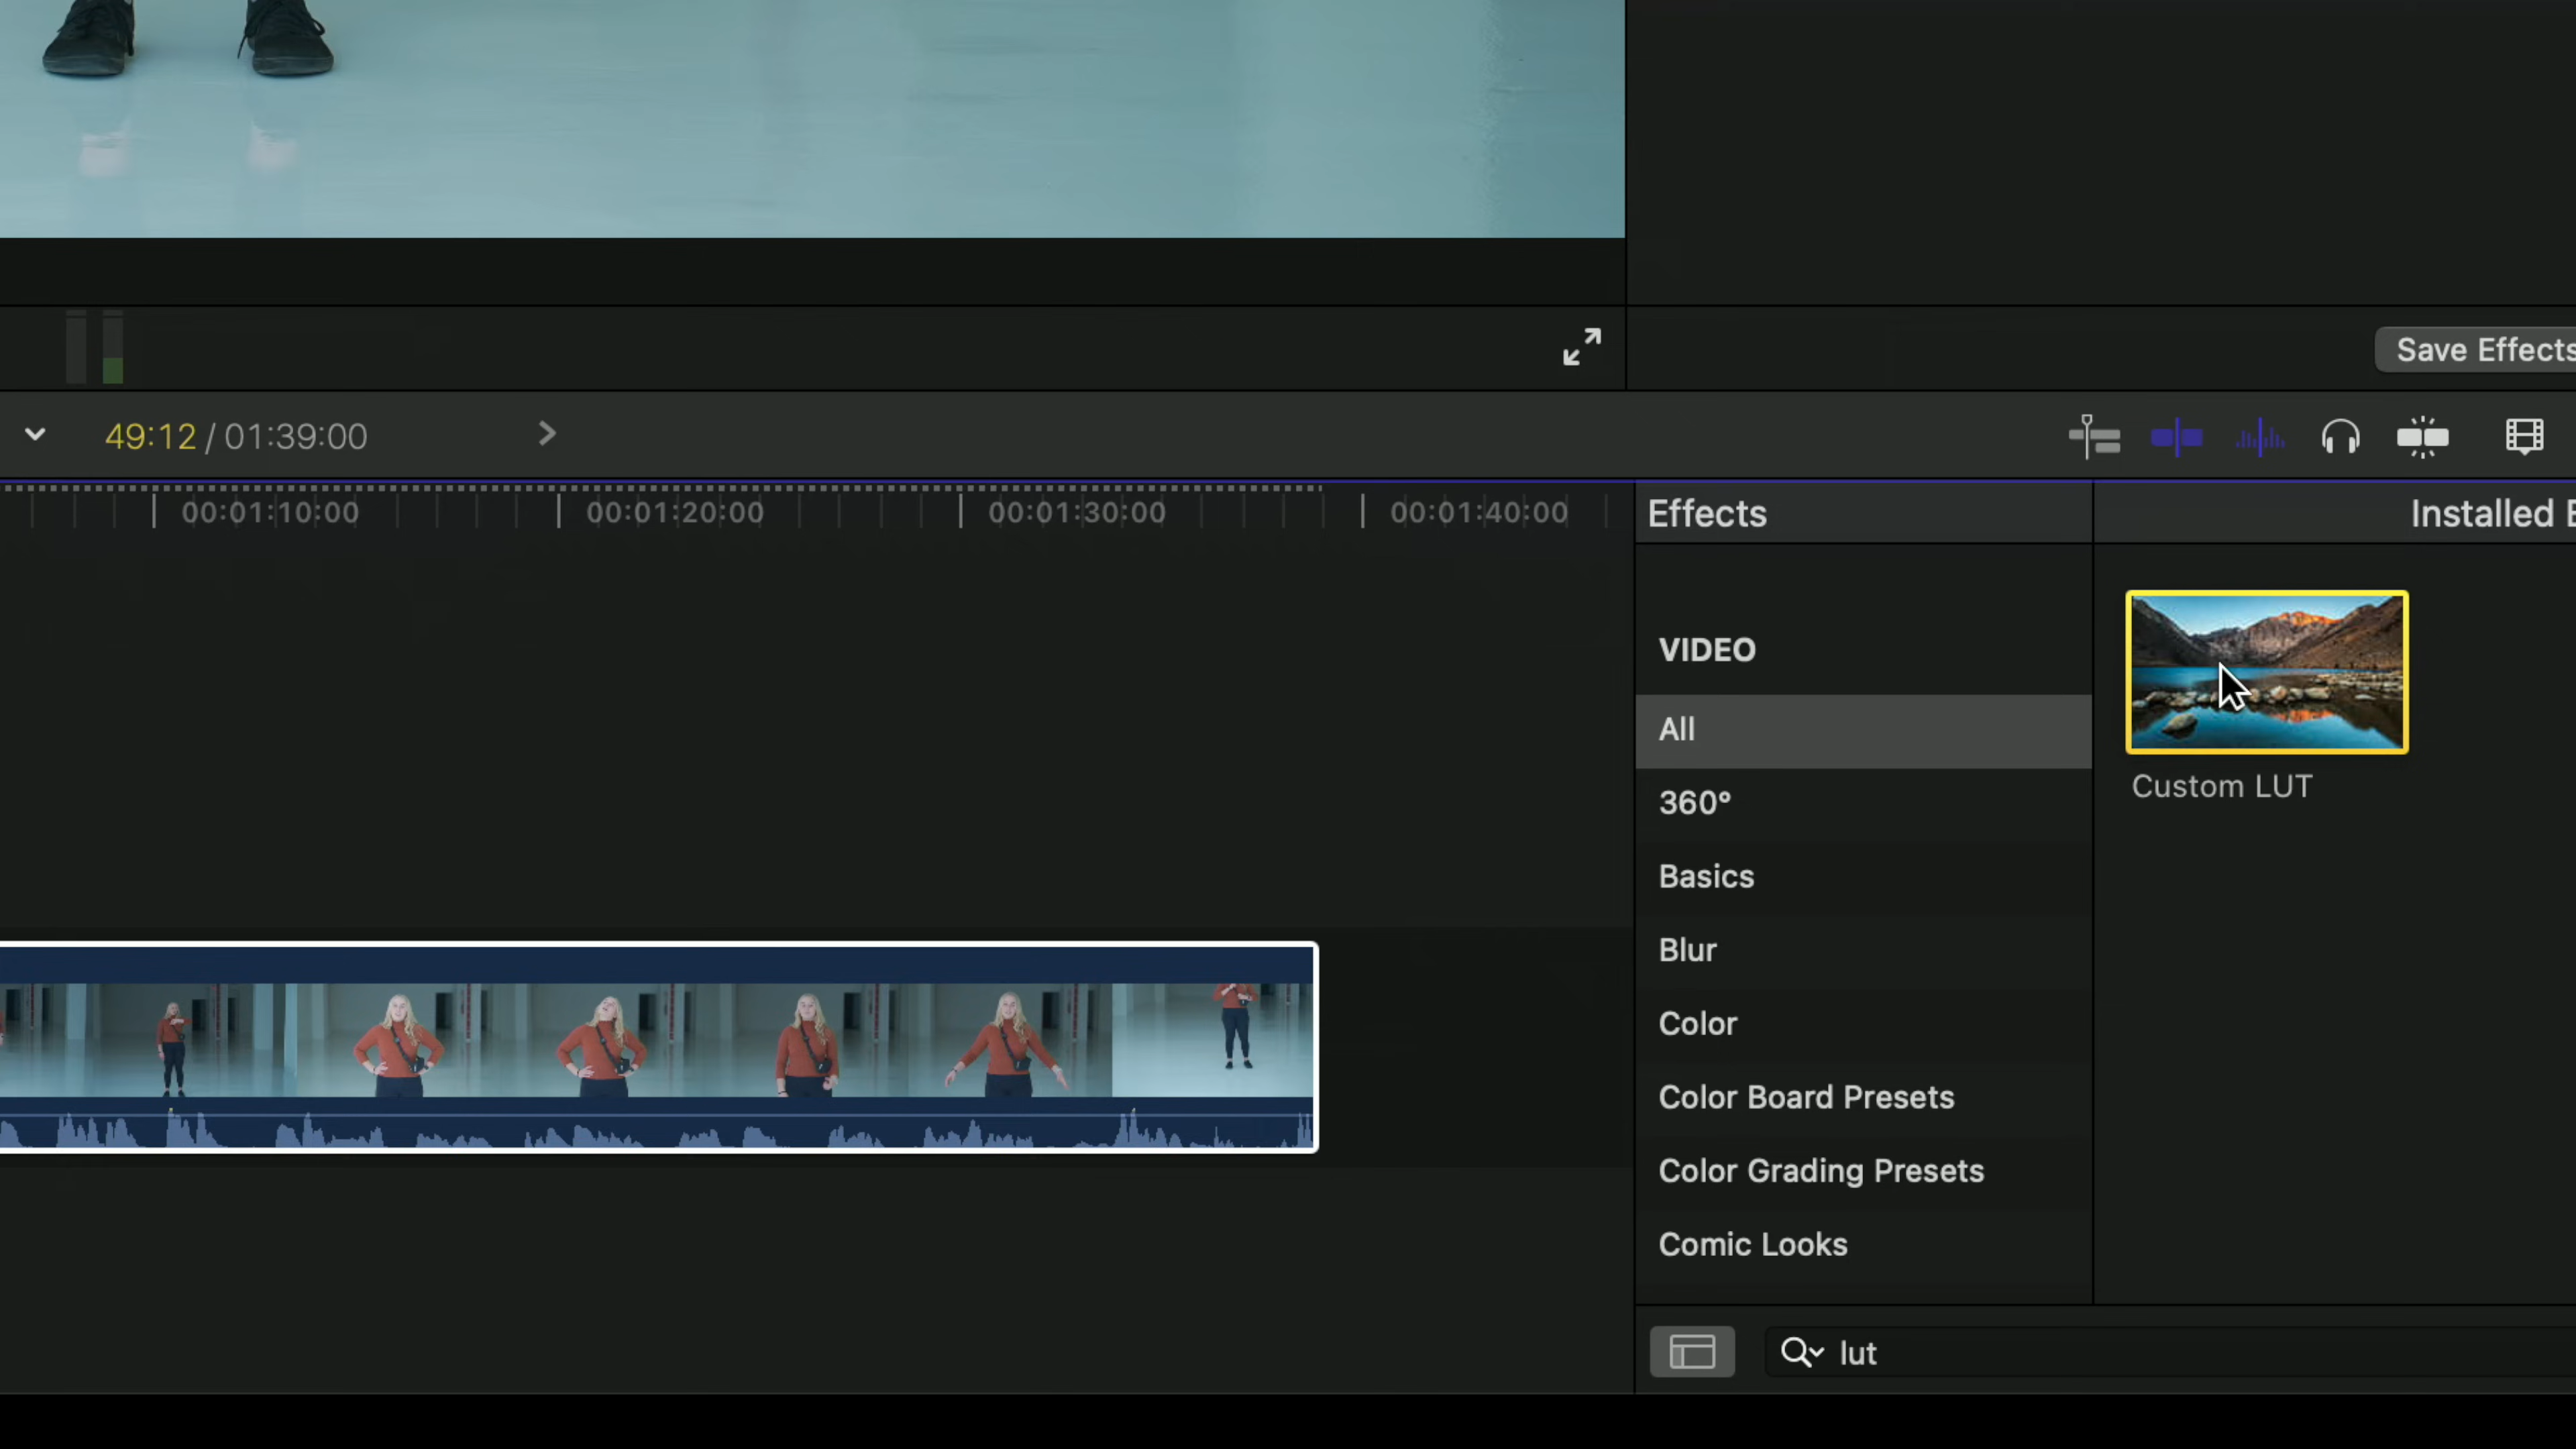 Save Effects
49:12 / 01:39:00
00:01:10:00 00:01:20:00 00:01:30:00 00:01:40:00
Effects
Installed
VIDEO
All
360°
Basics
Blur
Color
Color Board Presets
Color Grading Presets
Comic Looks
Custom LUT
lut